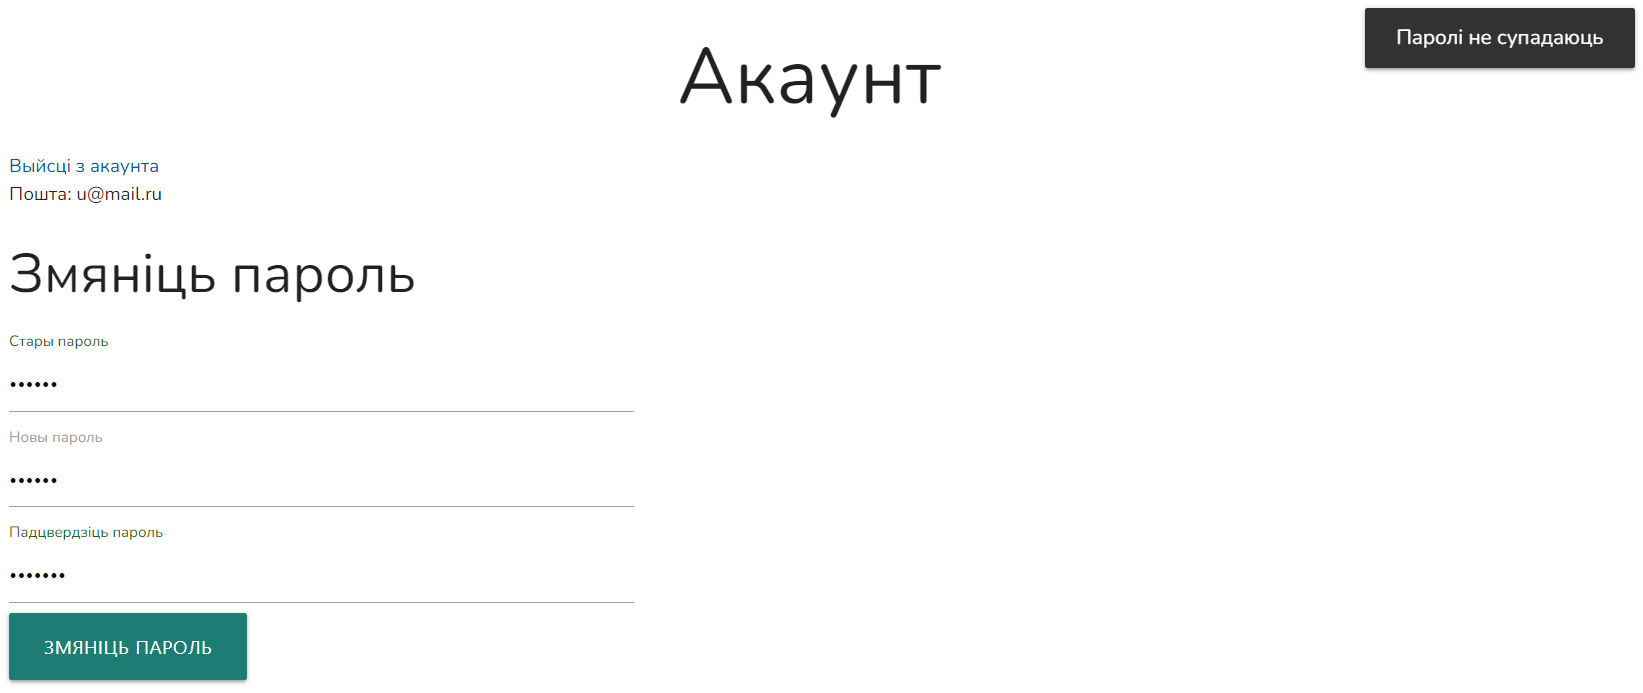 Паролі не супадаюць
Акаунт
Выйсці з акаунта
Пошта: u@mail.ru
Змяніць пароль
Стары пароль
••••••
Новы пароль
••••••
Падцвердзіць пароль
•••••••
ЗМЯНІЦЬ ПАРОЛЬ